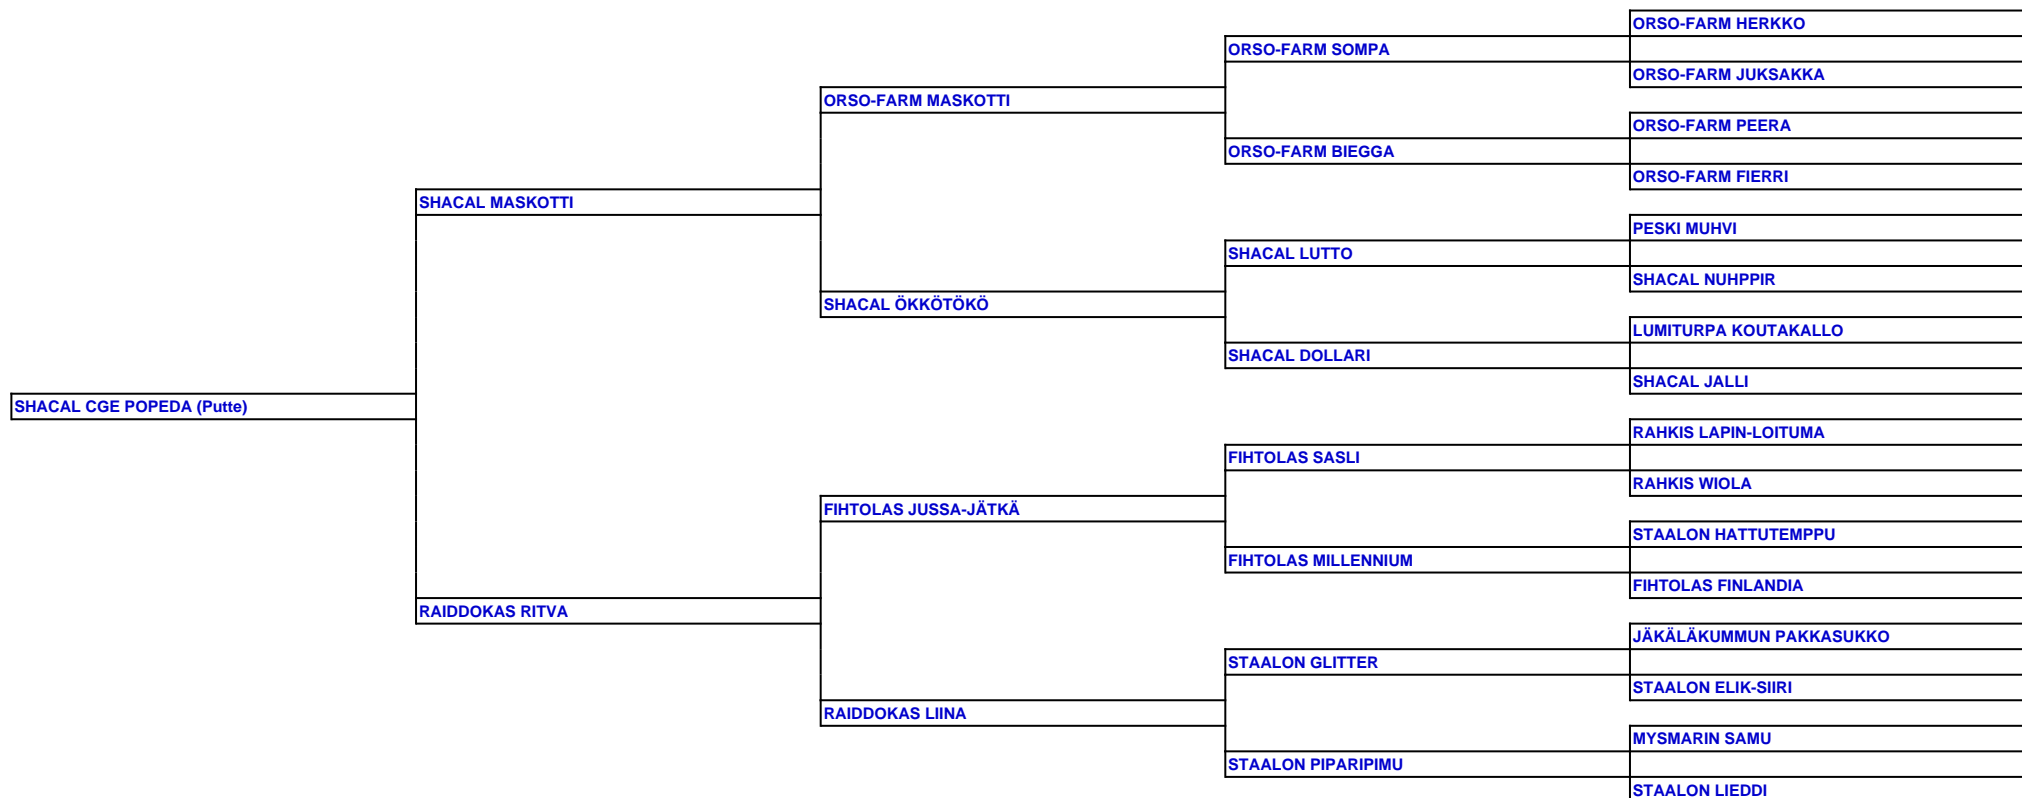 ORSO-FARM HERKKO
ORSO-FARM SOMPA
ORSO-FARM JUKSAKKA
ORSO-FARM MASKOTTI
ORSO-FARM PEERA
ORSO-FARM BIEGGA
ORSO-FARM FIERRI
SHACAL MASKOTTI
PESKI MUHVI
SHACAL LUTTO
SHACAL NUHPPIR
SHACAL ÖKKÖTÖKÖ
LUMITURPA KOUTAKALLO
SHACAL DOLLARI
SHACAL JALLI
SHACAL CGE POPEDA (Putte)
RAHKIS LAPIN-LOITUMA
FIHTOLAS SASLI
RAHKIS WIOLA
FIHTOLAS JUSSA-JÄTKÄ
STAALON HATTUTEMPPU
FIHTOLAS MILLENNIUM
FIHTOLAS FINLANDIA
RAIDDOKAS RITVA
JÄKÄLÄKUMMUN PAKKASUKKO
STAALON GLITTER
STAALON ELIK-SIIRI
RAIDDOKAS LIINA
MYSMARIN SAMU
STAALON PIPARIPIMU
STAALON LIEDDI